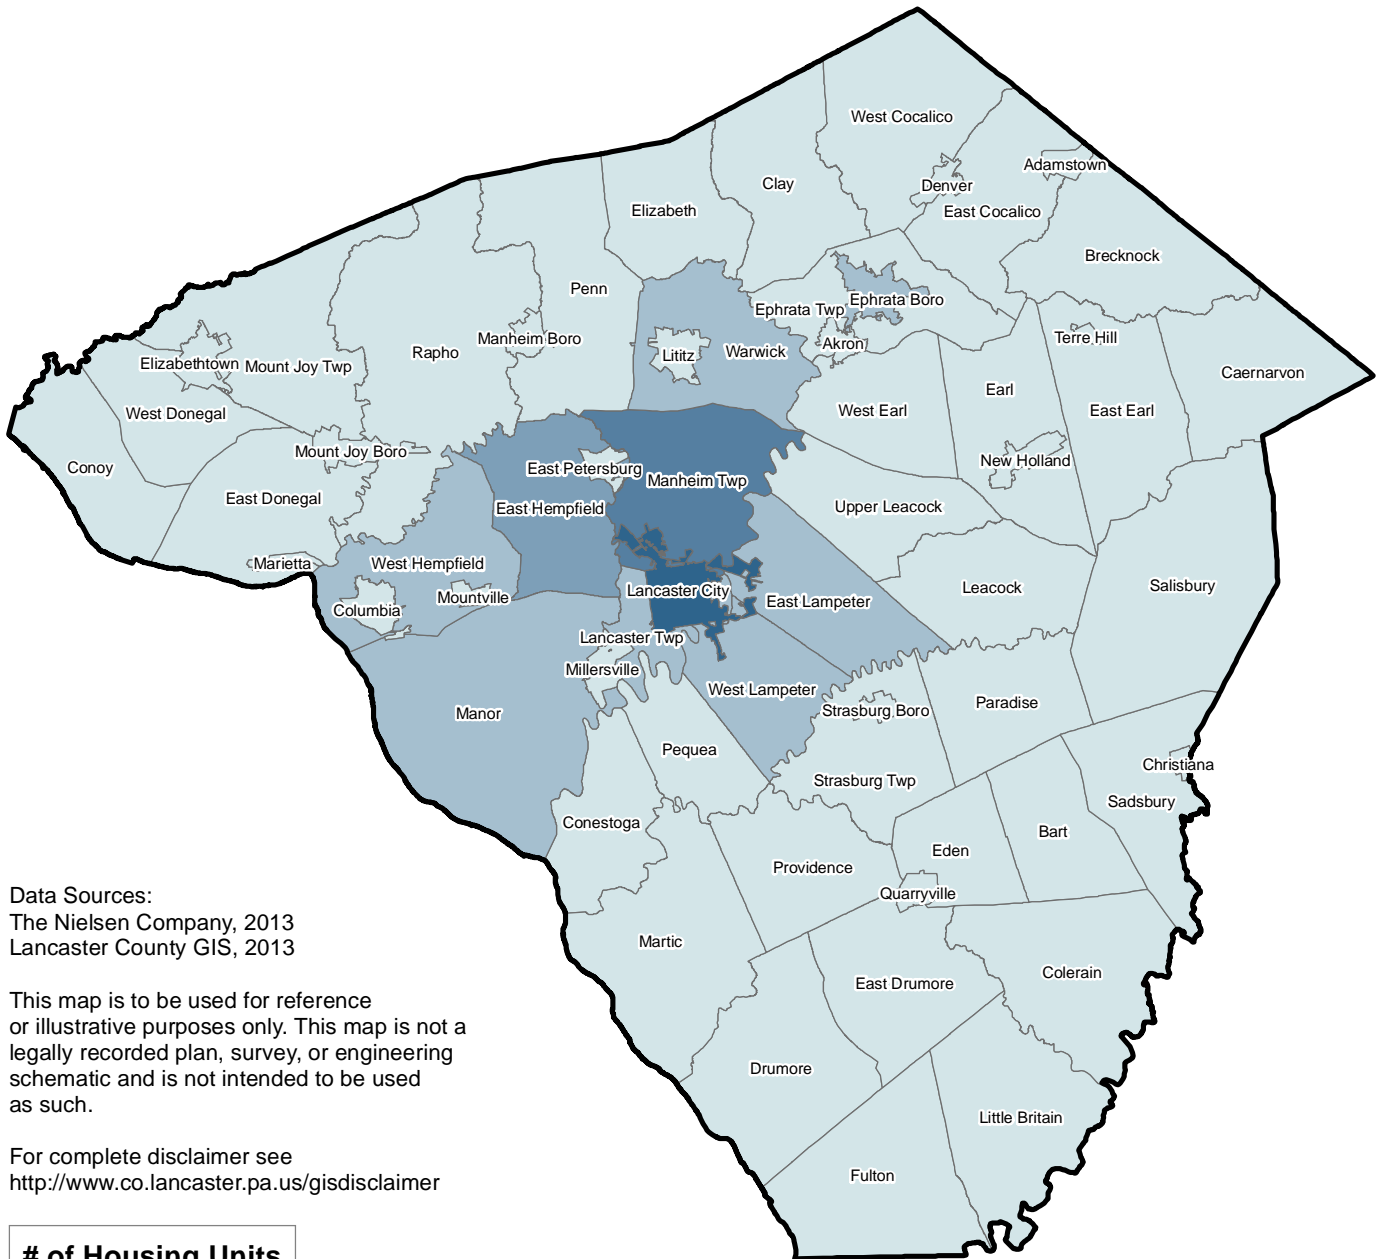 West Cocalico
Adamstown
Clay
Denver
Elizabeth
East Cocalico
Brecknock
Penn
Ephrata Boro
Ephrata Twp
Manheim Boro
Terre Hill
Akron
Rapho
Lititz
Warwick
Elizabethtown
Mount Joy Twp
Caernarvon
Earl
West Earl
East Earl
West Donegal
Mount Joy Boro
New Holland
Conoy
East Petersburg
Manheim Twp
East Donegal
Upper Leacock
East Hempfield
Marietta
West Hempfield
Salisbury
Leacock
Lancaster City
East Lampeter
Mountville
Columbia
Lancaster Twp
Millersville
West Lampeter
Paradise
Strasburg Boro
Manor
Pequea
Christiana
Strasburg Twp
Sadsbury
Conestoga
Bart
Eden
Providence
Quarryville
Martic
Colerain
East Drumore
Drumore
Little Britain
Fulton
Data Sources:
The Nielsen Company, 2013
Lancaster County GIS, 2013
This map is to be used for reference
or illustrative purposes only. This map is not a
legally recorded plan, survey, or engineering
schematic and is not intended to be used
as such.
For complete disclaimer see
http://www.co.lancaster.pa.us/gisdisclaimer
# of Housing Units